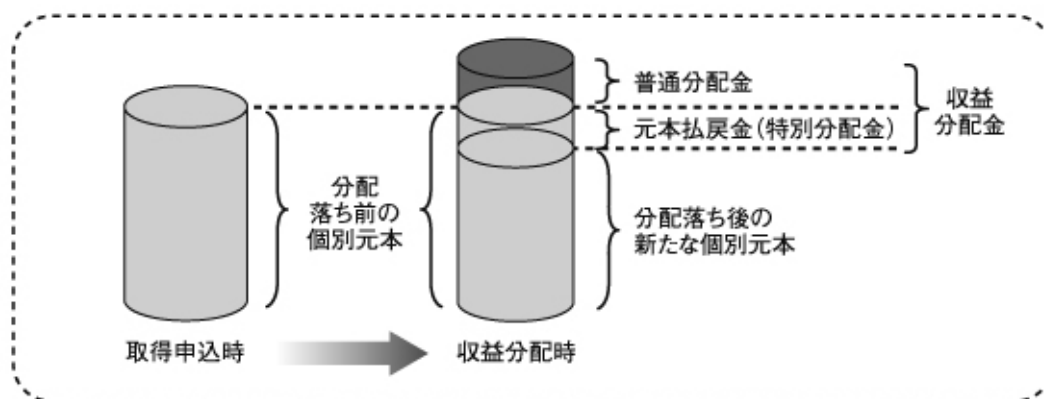 普通分配金
元本払戻金(特別分配金)
収益
分配金
分配
落ち前の
個別元本
分配落ち後の
新たな個別元本
取得申込時
収益分配時